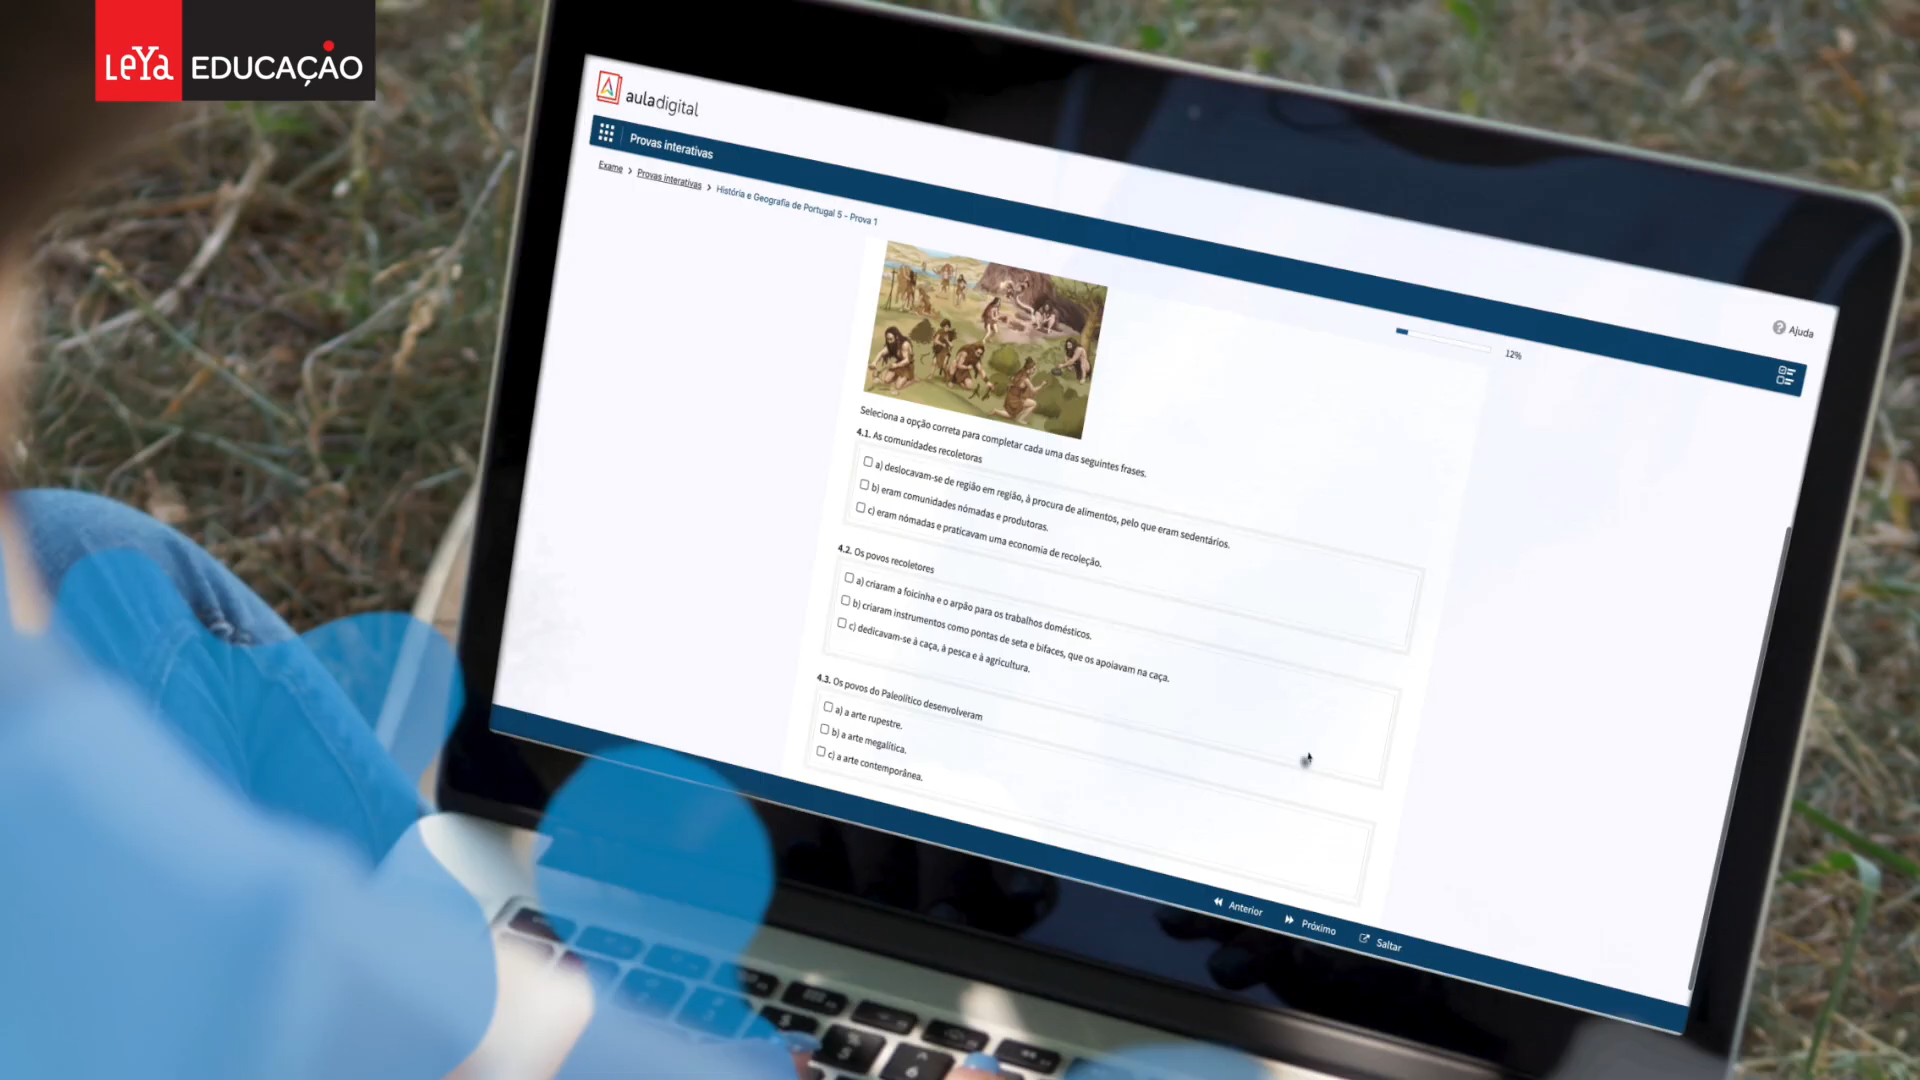 LeYa EDUCAÇÃO
auladigital
Provas interativas
Exame > Provas interativas > História e Geografia de Portugal 5 - Prova 1
Ajuda
12%
Seleciona a opção correta para completar cada uma das seguintes frases.
4.1. As comunidades recoletoras
a) deslocavam-se de região em região, à procura de alimentos, pelo que eram sedentários.
b) eram comunidades nómadas e produtoras.
c) eram nómadas e praticavam uma economia de recoleção.
4.2. Os povos recoletores
a) criaram a foicinha e o arpão para os trabalhos domésticos.
b) criaram instrumentos como pontas de seta e bifaces, que os apoiavam na caça.
c) dedicavam-se à caça, à pesca e à agricultura.
4.3. Os povos do Paleolítico desenvolveram
a) a arte rupestre.
b) a arte megalítica.
c) a arte contemporânea.
Anterior
Próximo
Saltar